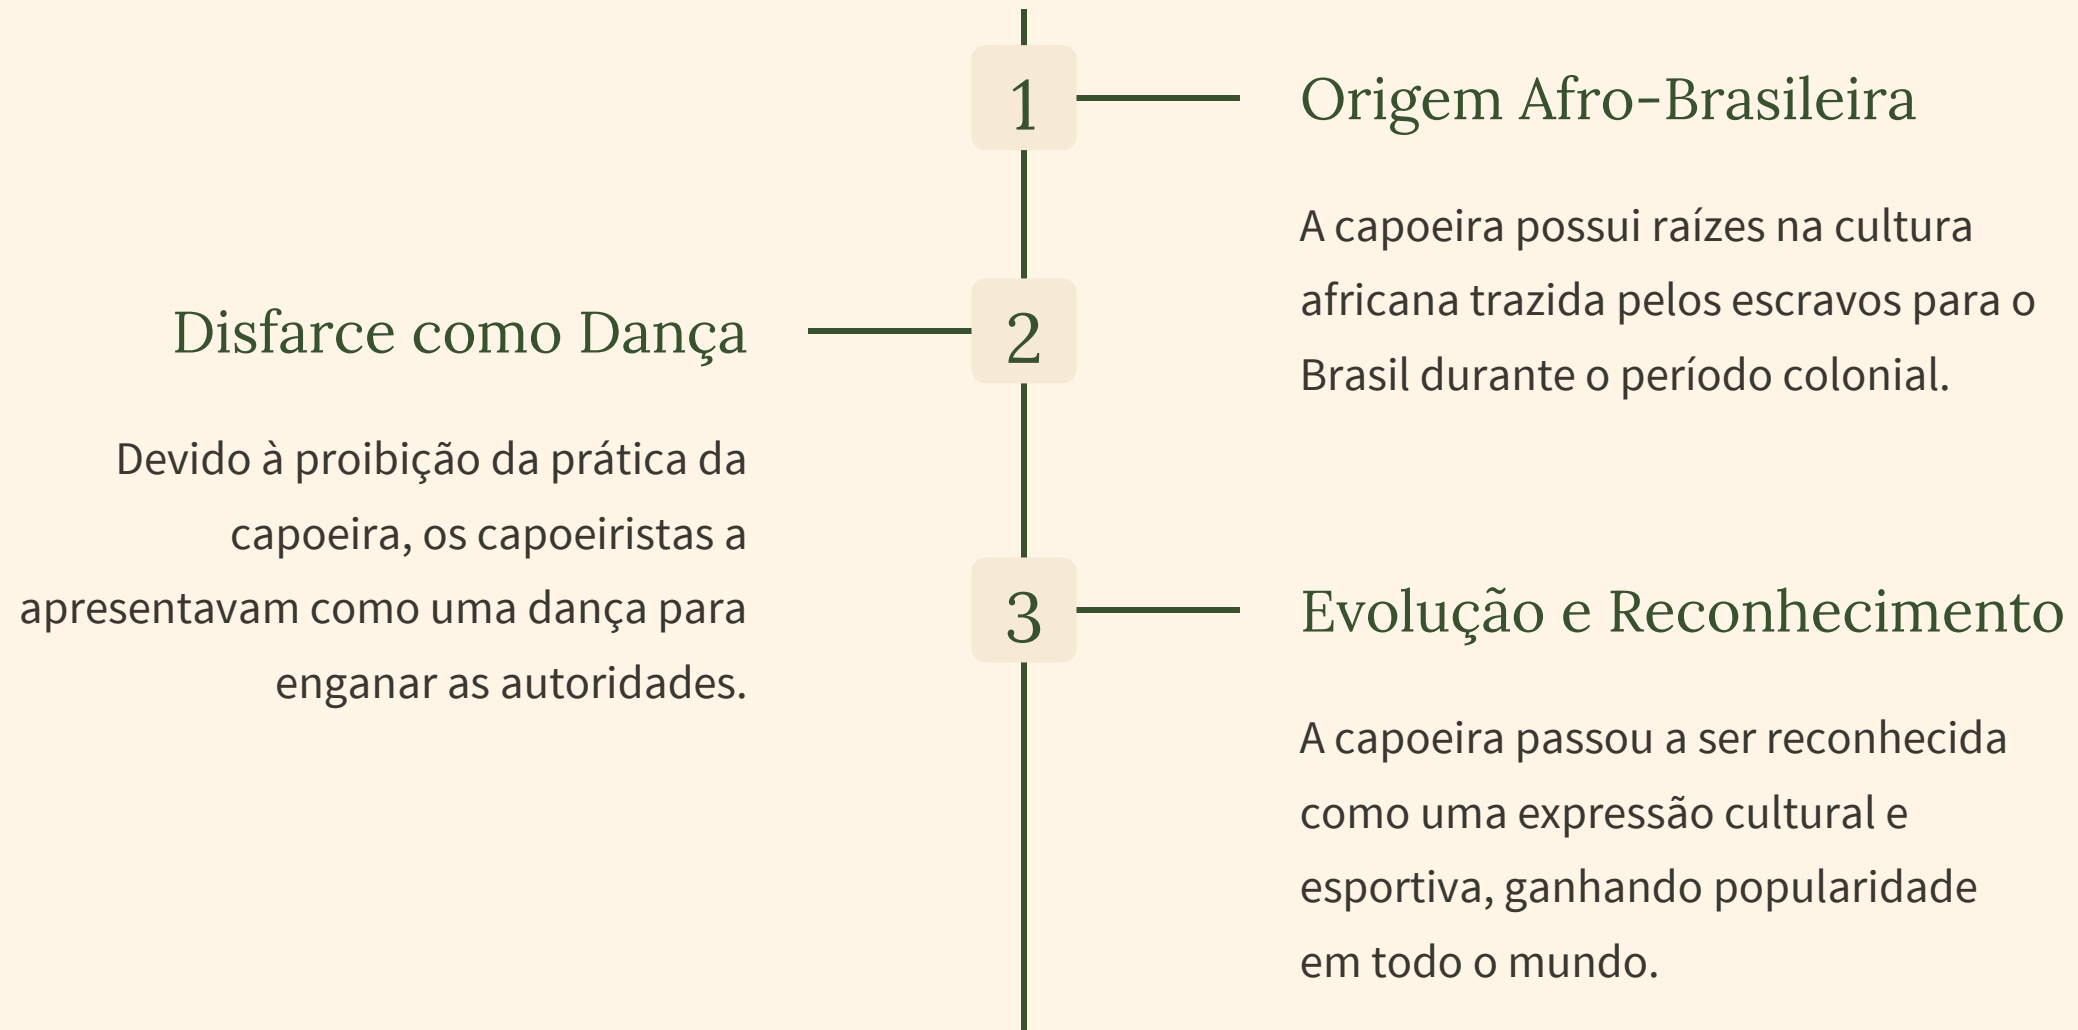 1
Origem Afro-Brasileira
A capoeira possui raízes na cultura
africana trazida pelos escravos para o
Brasil durante o período colonial.
2
Disfarce como Dança
Devido à proibição da prática da
capoeira, os capoeiristas a
apresentavam como uma dança para
enganar as autoridades.
3
Evolução e Reconhecimento
A capoeira passou a ser reconhecida
como uma expressão cultural e
esportiva, ganhando popularidade
em todo o mundo.